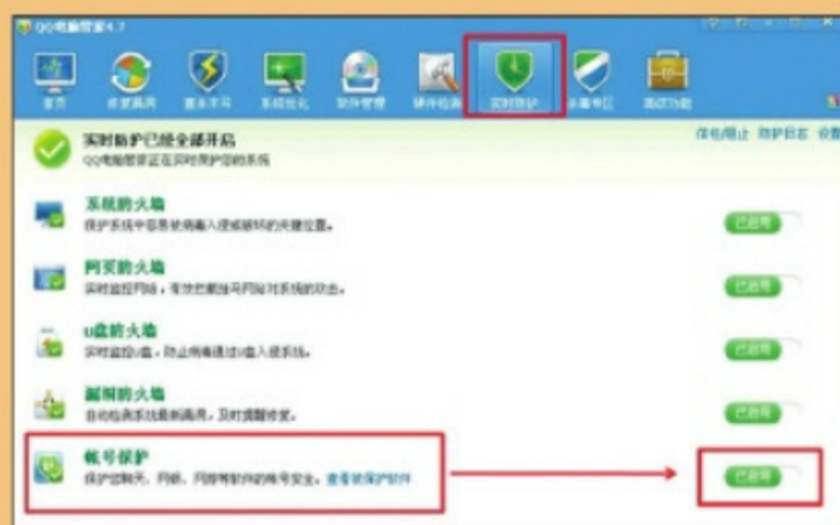 QQ电脑管家4.7
首页 修复漏洞 查杀木马 系统优化 软件管理 硬件检测 实时防护 杀毒专区 高级功能
实时防护已经全部开启
信任/阻止 防护日志 设置
QQ电脑管家正在实时保护您的系统
系统防火墙
保护系统中容易被病毒入侵或破坏的关键位置。
已启用
网页防火墙
实时监控网站，有效拦截挂马网站对系统的攻击。
已启用
U盘防火墙
实时监控U盘，防止病毒通过U盘入侵系统。
已启用
漏洞防火墙
自动检测系统最新漏洞，及时提醒修复。
已启用
帐号保护
保护您聊天、网银、网游等软件的帐号安全。查看被保护软件
已启用